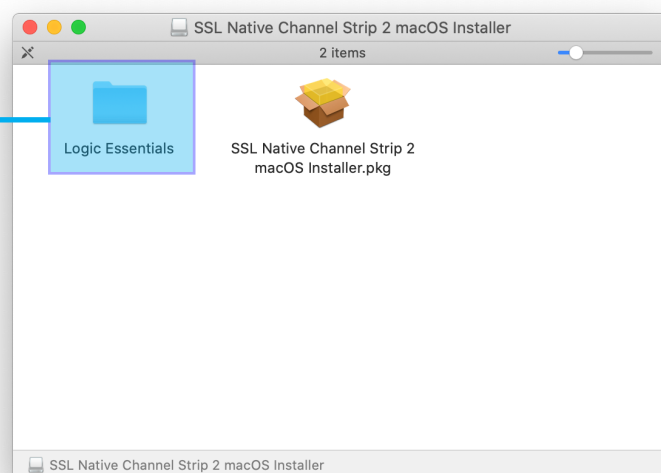 SSL Native Channel Strip 2 macOS Installer
2 items
Logic Essentials
SSL Native Channel Strip 2
macOS Installer.pkg
SSL Native Channel Strip 2 macOS Installer